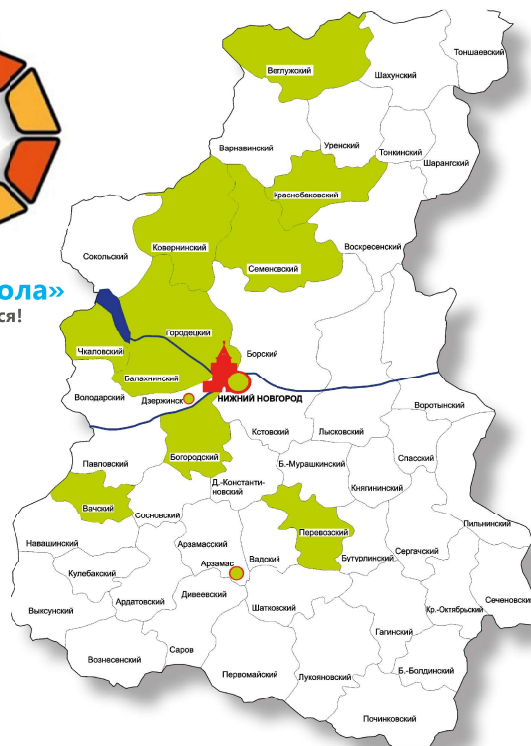 Тоншаевский
Ветлужский
Шахунский
Варнавинский
Уренский
Тонкинский
Шарангский
Краснобаковский
Ковернинский
Воскресенский
Сокольский
Семеновский
ола»
ся!
Городецкий
Чкаловский
Борский
Балахнинский
Володарский
Дзержинск
НИЖНИЙ НОВГОРОД
Воротынский
Кстовский
Лысковский
Павловский
Богородский
Б.-Мурашкинский
Спасский
Д.-Константи-
новский
Княгининский
Вачский
Сосновский
Пильнинский
Навашинский
Арзамасский
Перевозский
Сергачский
Арзамас
Вадский
Бутурлинский
Кулебакский
Дивеевский
Ардатовский
Выксунский
Шатковский
Сеченовский
Кр.-Октябрьский
Гагинский
Саров
Вознесенский
Первомайский
Лукояновский
Б.-Болдинский
Починковский